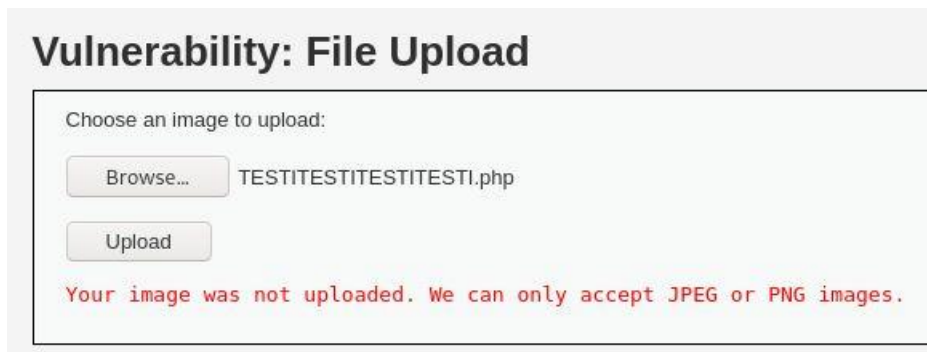 Vulnerability: File Upload
Choose an image to upload:
Browse... TESTITESTITESTITESTI.php
Upload
Your image was not uploaded. We can only accept JPEG or PNG images.